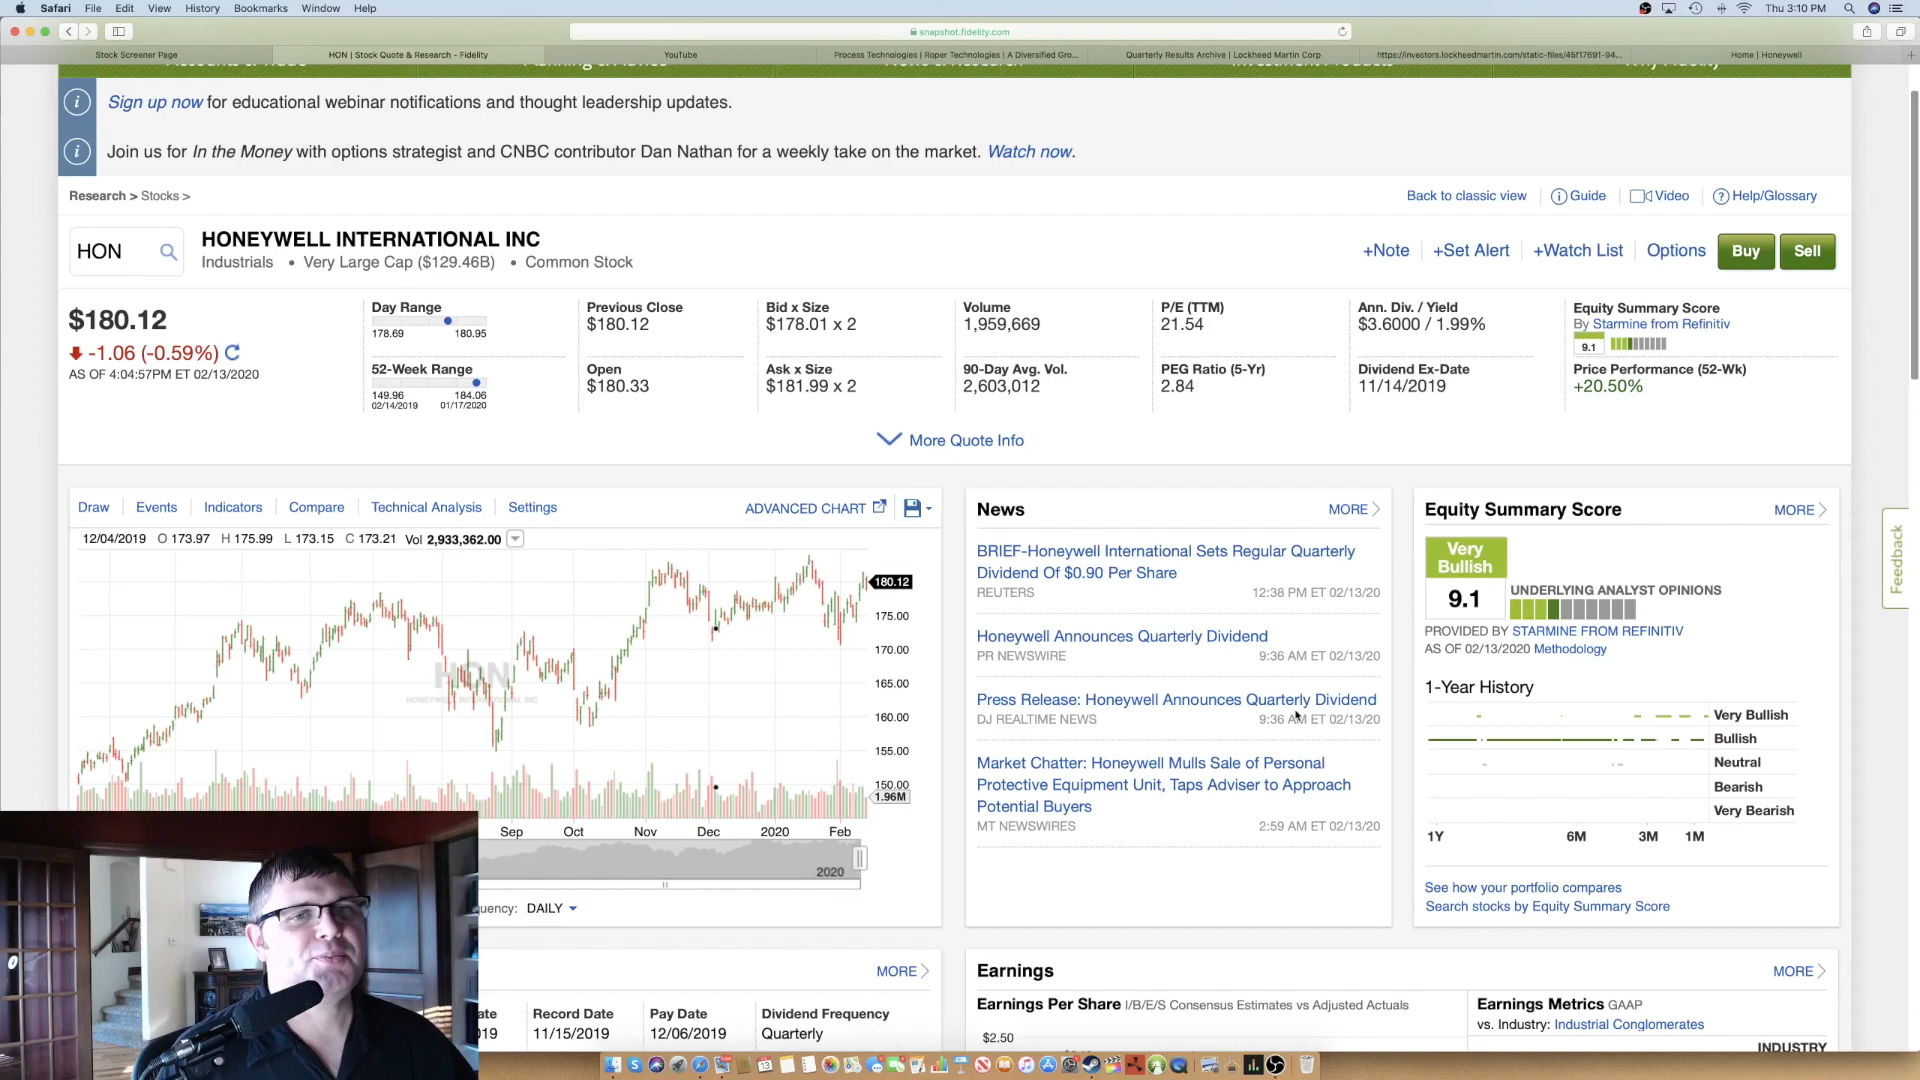 Safari File Edit View History Bookmarks Window Help Thu 3:10 PM
snapshot.fidelity.com
Stock Screener Page
HON | Stock Quote & Research - Fidelity
YouTube
Process Technologies | Roper Technologies | A Diversified Gro...
Quarterly Results Archive | Lockheed Martin Corp
https://investors.lockheedmartin.com/static-files/45f17691-94...
Home | Honeywell
Sign up now for educational webinar notifications and thought leadership updates.
Join us for In the Money with options strategist and CNBC contributor Dan Nathan for a weekly take on the market. Watch now.
Research > Stocks >
Back to classic view Guide Video Help/Glossary
HON
HONEYWELL INTERNATIONAL INC
Industrials • Very Large Cap ($129.46B) • Common Stock
+Note +Set Alert +Watch List Options Buy Sell
$180.12
-1.06 (-0.59%)
AS OF 4:04:57PM ET 02/13/2020
Day Range
178.69 180.95
52-Week Range
149.96 184.06
02/14/2019 01/17/2020
Previous Close
$180.12
Open
$180.33
Bid x Size
$178.01 x 2
Ask x Size
$181.99 x 2
Volume
1,959,669
90-Day Avg. Vol.
2,603,012
P/E (TTM)
21.54
PEG Ratio (5-Yr)
2.84
Ann. Div. / Yield
$3.6000 / 1.99%
Dividend Ex-Date
11/14/2019
Equity Summary Score
By Starmine from Refinitiv
9.1
Price Performance (52-Wk)
+20.50%
More Quote Info
Draw Events Indicators Compare Technical Analysis Settings ADVANCED CHART
12/04/2019 O 173.97 H 175.99 L 173.15 C 173.21 Vol 2,933,362.00
180.12
175.00
170.00
165.00
160.00
155.00
150.00
1.96M
HON
HONEYWELL INTERNATIONAL INC
Sep Oct Nov Dec 2020 Feb
2020
uency: DAILY
News MORE
BRIEF-Honeywell International Sets Regular Quarterly
Dividend Of $0.90 Per Share
REUTERS 12:38 PM ET 02/13/20
Honeywell Announces Quarterly Dividend
PR NEWSWIRE 9:36 AM ET 02/13/20
Press Release: Honeywell Announces Quarterly Dividend
DJ REALTIME NEWS 9:36 AM ET 02/13/20
Market Chatter: Honeywell Mulls Sale of Personal
Protective Equipment Unit, Taps Adviser to Approach
Potential Buyers
MT NEWSWIRES 2:59 AM ET 02/13/20
Equity Summary Score MORE
Very
Bullish
9.1
UNDERLYING ANALYST OPINIONS
PROVIDED BY STARMINE FROM REFINITIV
AS OF 02/13/2020 Methodology
1-Year History
Very Bullish
Bullish
Neutral
Bearish
Very Bearish
1Y 6M 3M 1M
See how your portfolio compares
Search stocks by Equity Summary Score
Feedback
MORE
ate Record Date Pay Date Dividend Frequency
019 11/15/2019 12/06/2019 Quarterly
Earnings MORE
Earnings Per Share I/B/E/S Consensus Estimates vs Adjusted Actuals
$2.50
Earnings Metrics GAAP
vs. Industry: Industrial Conglomerates
INDUSTRY